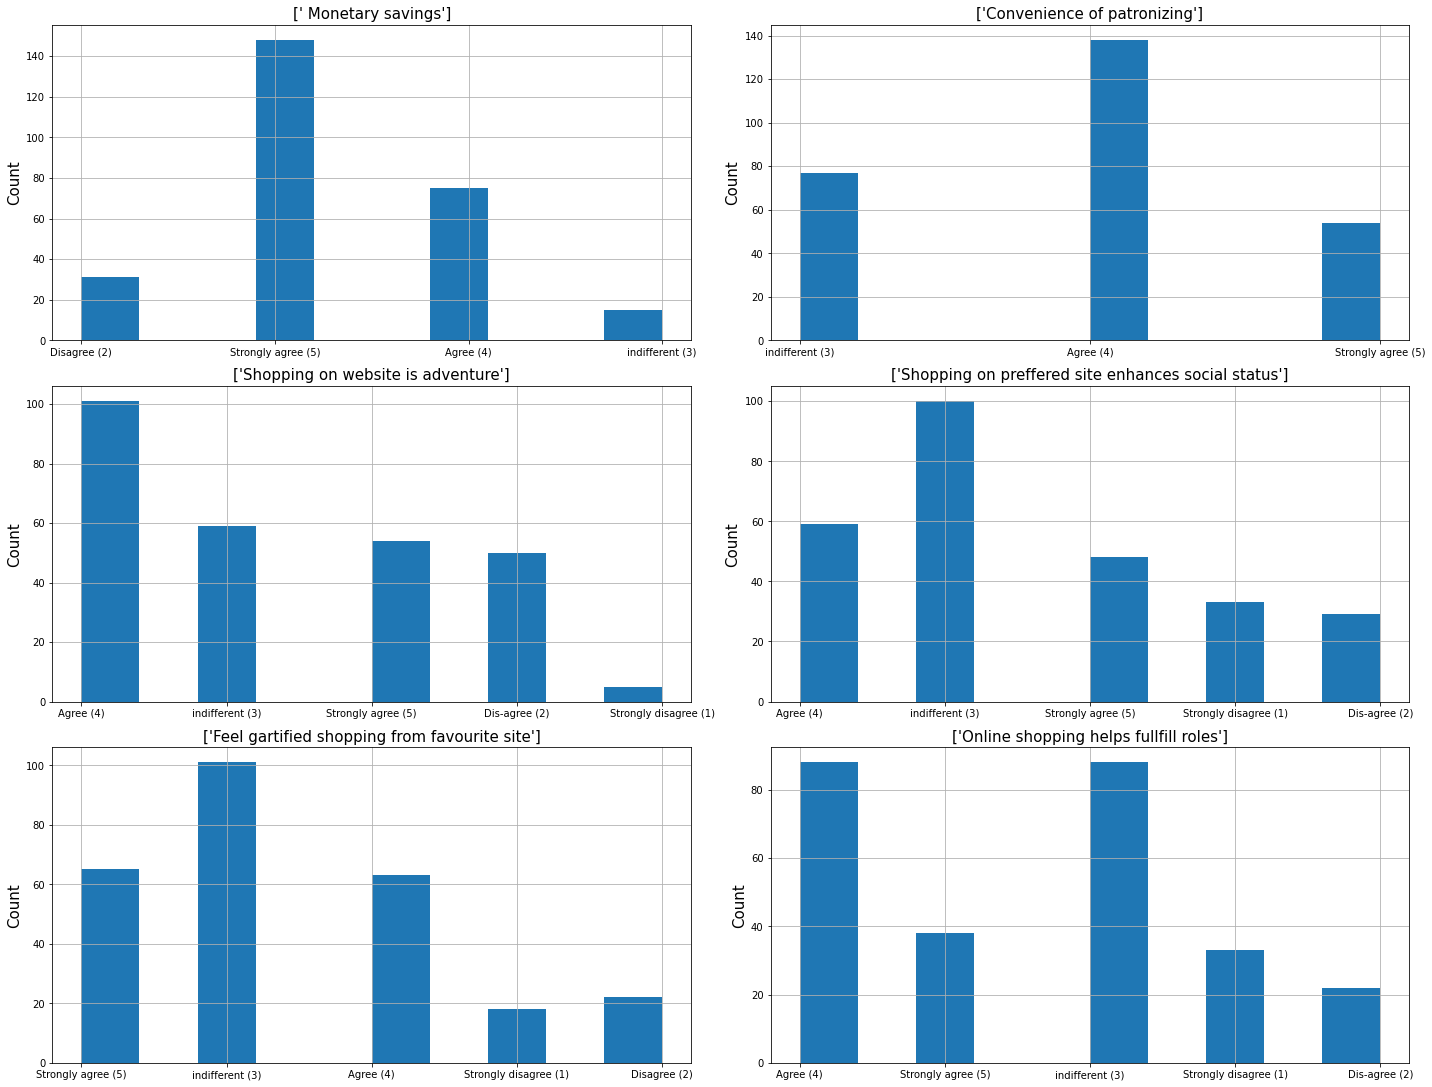 [' Monetary savings']
140
120
100
80
60
40
20
0
Count
Disagree (2) Strongly agree (5) Agree (4) indifferent (3)
['Convenience of patronizing']
140
120
100
80
60
40
20
0
Count
indifferent (3) Agree (4) Strongly agree (5)
['Shopping on website is adventure']
100
80
60
40
20
0
Count
Agree (4) indifferent (3) Strongly agree (5) Dis-agree (2) Strongly disagree (1)
['Shopping on preffered site enhances social status']
100
80
60
40
20
0
Count
Agree (4) indifferent (3) Strongly agree (5) Strongly disagree (1) Dis-agree (2)
['Feel gartified shopping from favourite site']
100
80
60
40
20
0
Count
Strongly agree (5) indifferent (3) Agree (4) Strongly disagree (1) Disagree (2)
['Online shopping helps fullfill roles']
80
60
40
20
0
Count
Agree (4) Strongly agree (5) indifferent (3) Strongly disagree (1) Dis-agree (2)